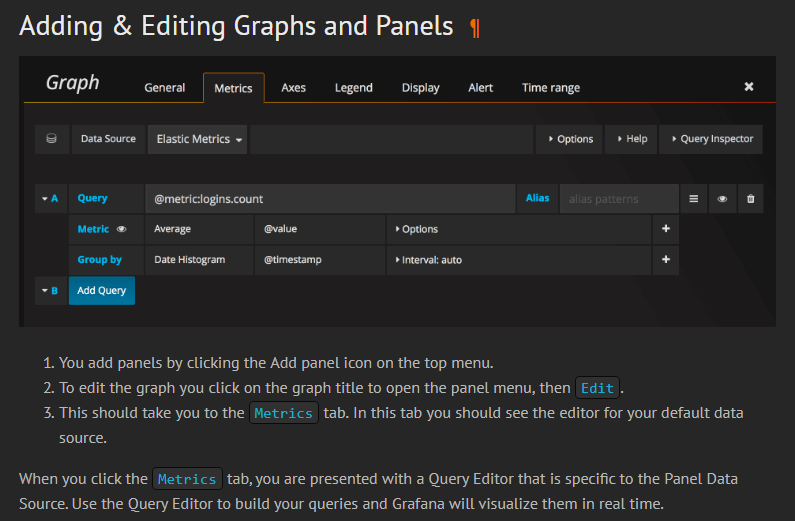 Adding & Editing Graphs and Panels ¶
Graph General Metrics Axes Legend Display Alert Time range ×
Data Source Elastic Metrics Options Help Query Inspector
A Query @metric:logins.count Alias alias patterns
Metric Average @value Options +
Group by Date Histogram @timestamp Interval: auto +
B Add Query
1. You add panels by clicking the Add panel icon on the top menu.
2. To edit the graph you click on the graph title to open the panel menu, then Edit.
3. This should take you to the Metrics tab. In this tab you should see the editor for your default data
source.
When you click the Metrics tab, you are presented with a Query Editor that is specific to the Panel Data
Source. Use the Query Editor to build your queries and Grafana will visualize them in real time.